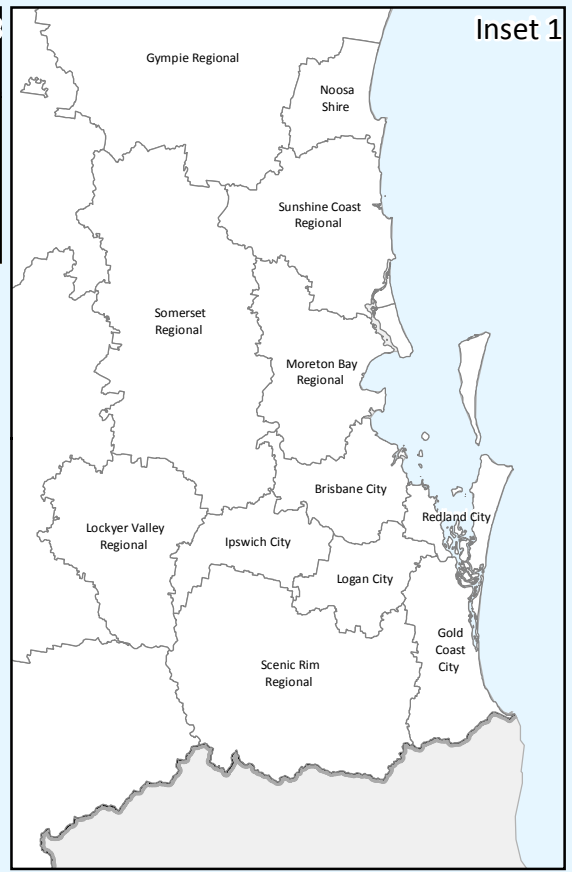 Inset 1
Gympie Regional
Noosa
Shire
Sunshine Coast
Regional
Somerset
Regional
Moreton Bay
Regional
Brisbane City
Redland City
Lockyer Valley
Regional
Ipswich City
Logan City
Gold
Coast
City
Scenic Rim
Regional